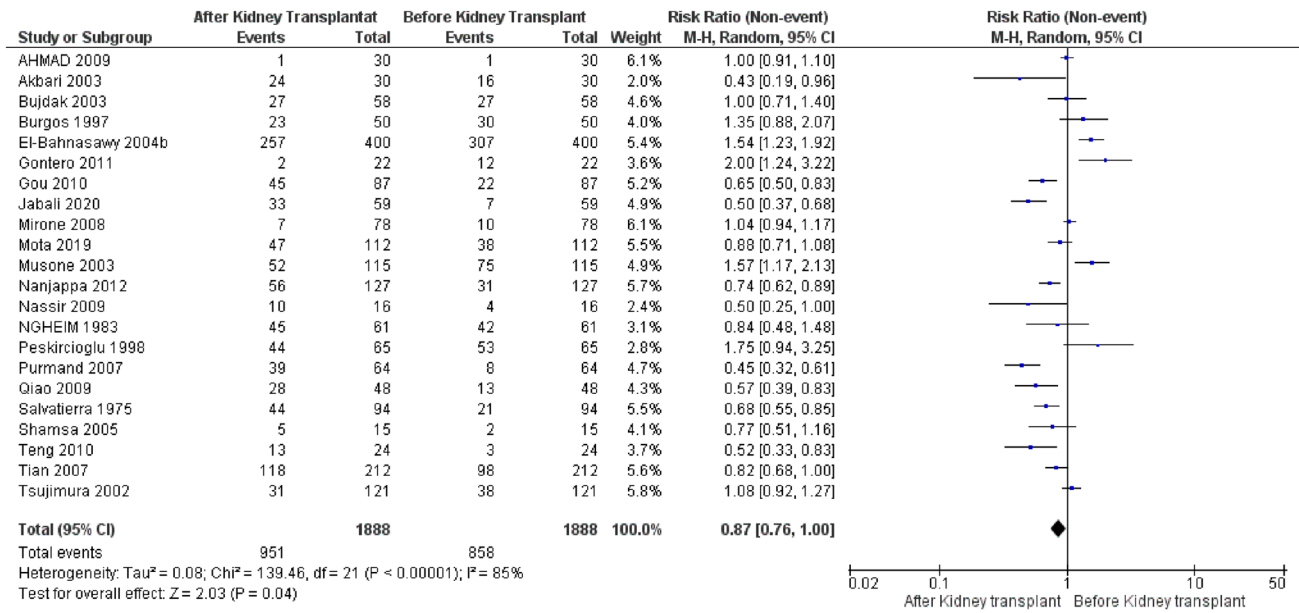 After Kidney Transplantat Before Kidney Transplant Risk Ratio (Non-event) Risk Ratio (Non-event)
Study or Subgroup Events Total Events Total Weight M-H, Random, 95% CI M-H, Random, 95% CI
AHMAD 2009 1 30 1 30 6.1% 1.00 [0.91, 1.10]
Akbari 2003 24 30 16 30 2.0% 0.43 [0.19, 0.96]
Bujdak 2003 27 58 27 58 4.6% 1.00 [0.71, 1.40]
Burgos 1997 23 50 30 50 4.0% 1.35 [0.88, 2.07]
El-Bahnasawy 2004b 257 400 307 400 5.4% 1.54 [1.23, 1.92]
Gontero 2011 2 22 12 22 3.6% 2.00 [1.24, 3.22]
Gou 2010 45 87 22 87 5.2% 0.65 [0.50, 0.83]
Jabali 2020 33 59 7 59 4.9% 0.50 [0.37, 0.68]
Mirone 2008 7 78 10 78 6.0% 1.04 [0.94, 1.17]
Mota 2019 47 112 38 112 5.5% 0.88 [0.71, 1.08]
Musone 2003 52 115 75 115 4.9% 1.57 [1.17, 2.13]
Nanjappa 2012 56 127 31 127 5.7% 0.74 [0.62, 0.89]
Nassir 2009 10 16 4 16 2.4% 0.50 [0.25, 1.00]
NGHEIM 1983 45 61 42 61 3.1% 0.84 [0.48, 1.48]
Peskircioglu 1998 44 65 53 65 2.8% 1.75 [0.94, 3.25]
Purmand 2007 39 64 8 64 4.7% 0.45 [0.32, 0.61]
Qiao 2009 28 48 13 48 4.3% 0.57 [0.39, 0.83]
Salvatierra 1975 44 94 21 94 5.5% 0.68 [0.55, 0.85]
Shamsa 2005 5 15 2 15 4.1% 0.77 [0.51, 1.16]
Teng 2010 13 24 3 24 3.7% 0.52 [0.33, 0.83]
Tian 2007 118 212 98 212 5.6% 0.82 [0.68, 1.00]
Tsujimura 2002 31 121 38 121 5.8% 1.08 [0.92, 1.27]
Total (95% CI) 1888 1888 100.0% 0.87 [0.76, 1.00]
Total events 951 858
Heterogeneity: Tau² = 0.08; Chi² = 139.46, df = 21 (P < 0.00001); I² = 85%
Test for overall effect: Z = 2.03 (P = 0.04)
0.02 0.1 1 10 50
After Kidney transplant Before Kidney transplant